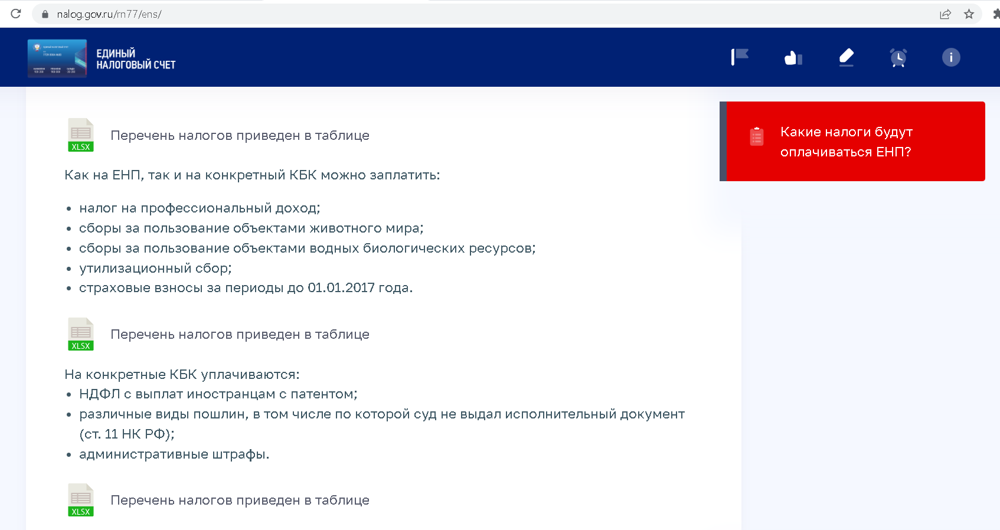 nalog.gov.ru/rn77/ens/
ЕДИНЫЙ
НАЛОГОВЫЙ СЧЕТ
XLSX
Перечень налогов приведен в таблице
Какие налоги будут
оплачиваться ЕНП?
Как на ЕНП, так и на конкретный КБК можно заплатить:
• налог на профессиональный доход;
• сборы за пользование объектами животного мира;
• сборы за пользование объектами водных биологических ресурсов;
• утилизационный сбор;
• страховые взносы за периоды до 01.01.2017 года.
XLSX
Перечень налогов приведен в таблице
На конкретные КБК уплачиваются:
• НДФЛ с выплат иностранцам с патентом;
• различные виды пошлин, в том числе по которой суд не выдал исполнительный документ
(ст. 11 НК РФ);
• административные штрафы.
XLSX
Перечень налогов приведен в таблице